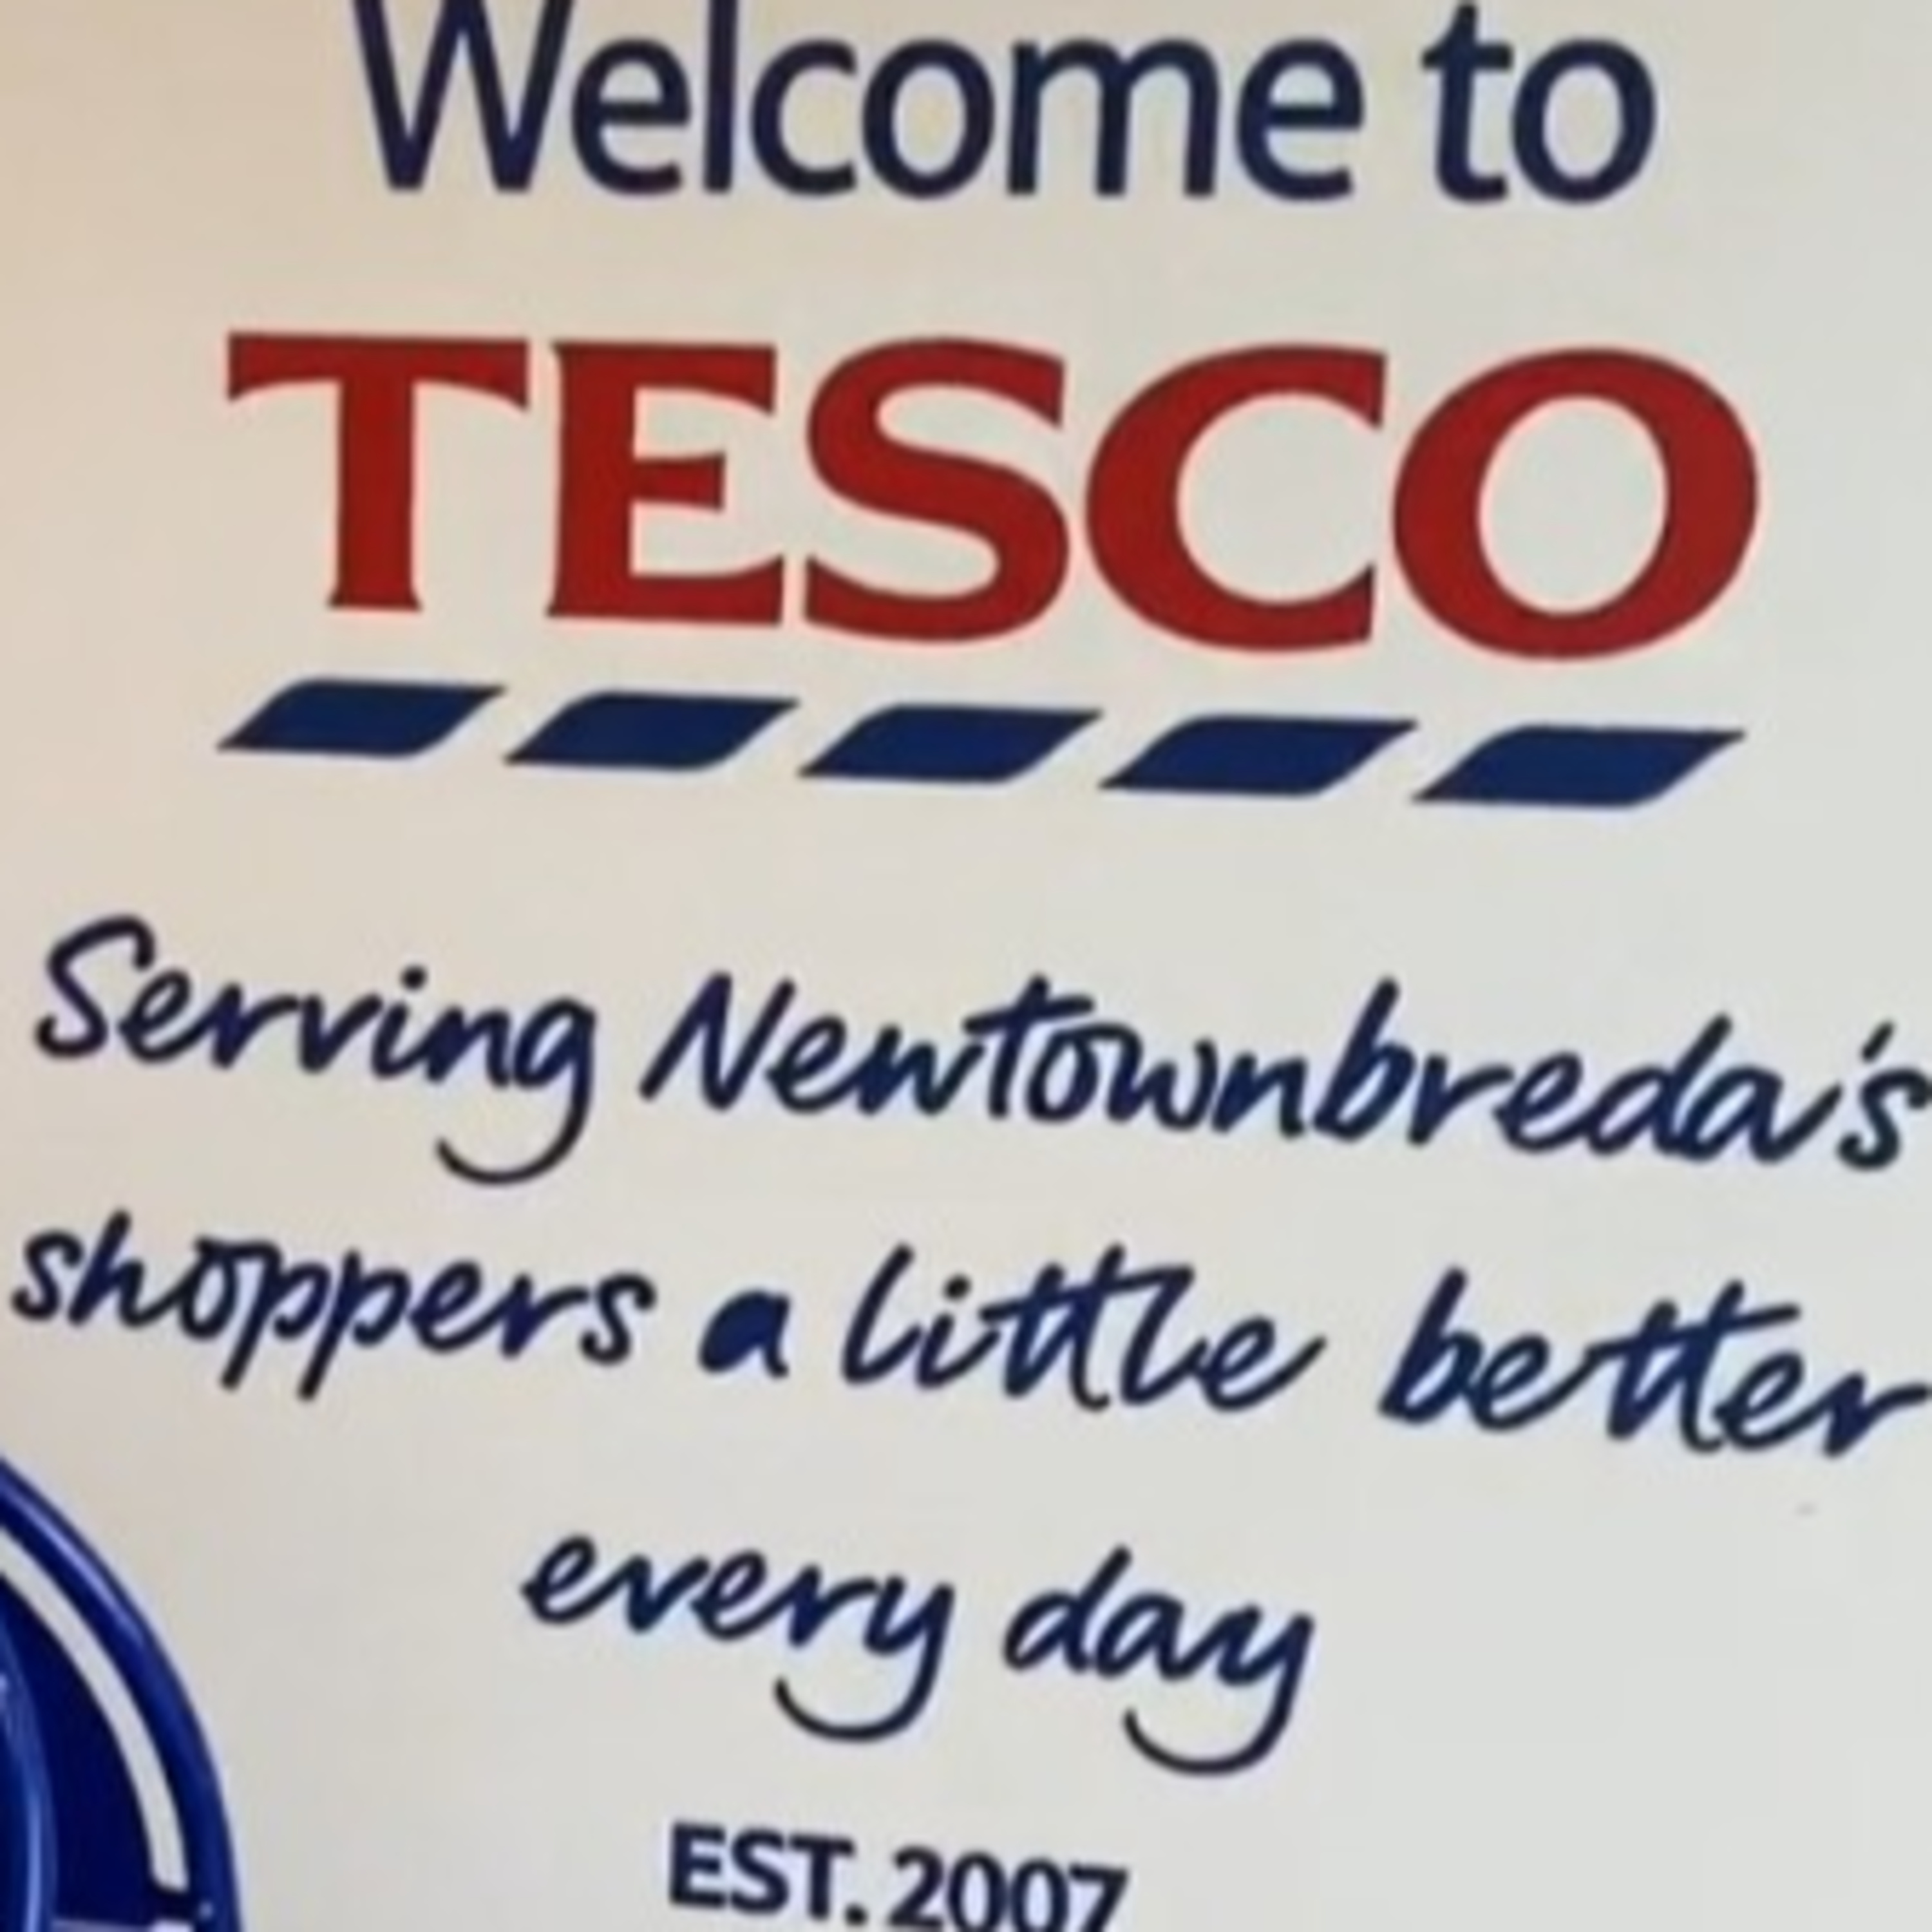 Welcome to
TESCO
Serving Newtownbreda's
shoppers a little better
every day
EST. 2007